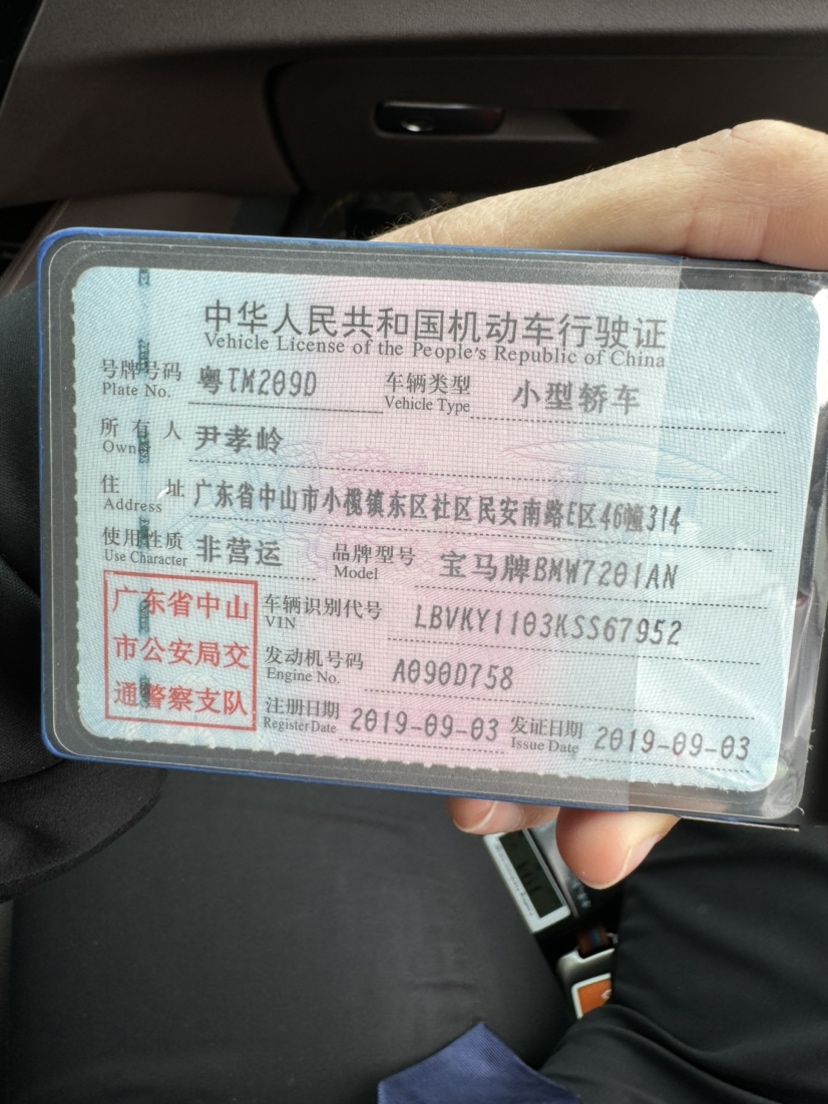 中华人民共和国机动车行驶证
Vehicle License of the People's Republic of China
号牌号码 粤TM209D 车辆类型 小型轿车
Plate No. Vehicle Type
所有人 尹孝岭
Owner
住址 广东省中山市小榄镇东区社区民安南路E区46幢314
Address
使用性质 非营运 品牌型号 宝马牌BMW7201AN
Use Character Model
广东省中山
市公安局交
通警察支队
车辆识别代号 LBVKY1103KSS67952
VIN
发动机号码 A090D758
Engine No.
注册日期 2019-09-03 发证日期 2019-09-03
Register Date Issue Date